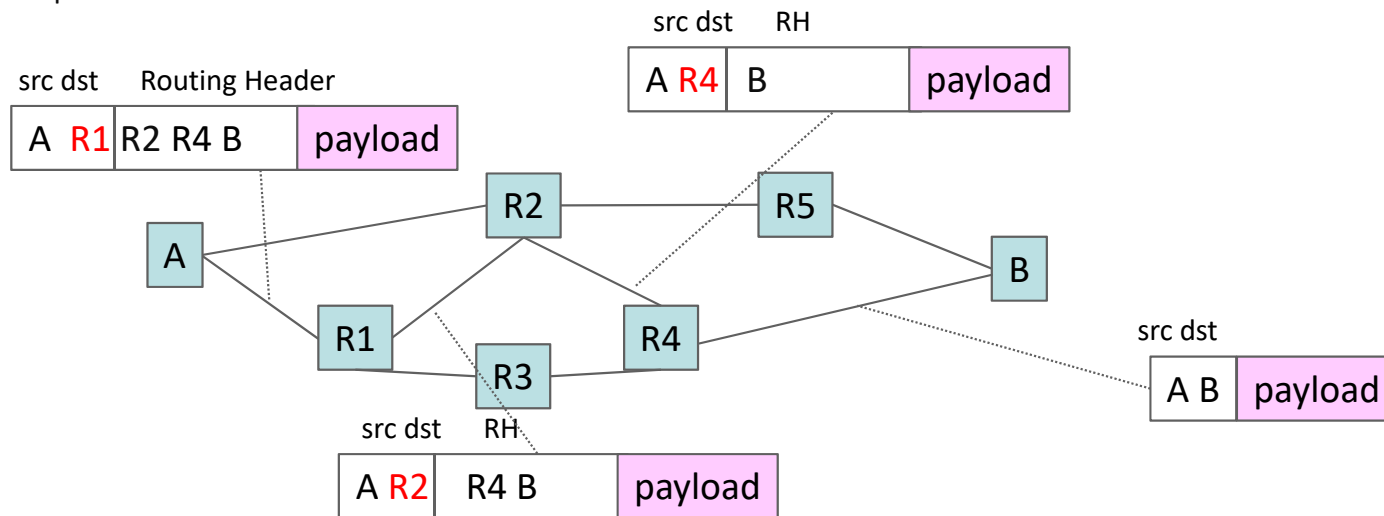 src dst RH
A R4 B payload
src dst Routing Header
A R1 R2 R4 B payload
R2 R5
A
B
R1 R4
R3
src dst
A B payload
src dst RH
A R2 R4 B payload